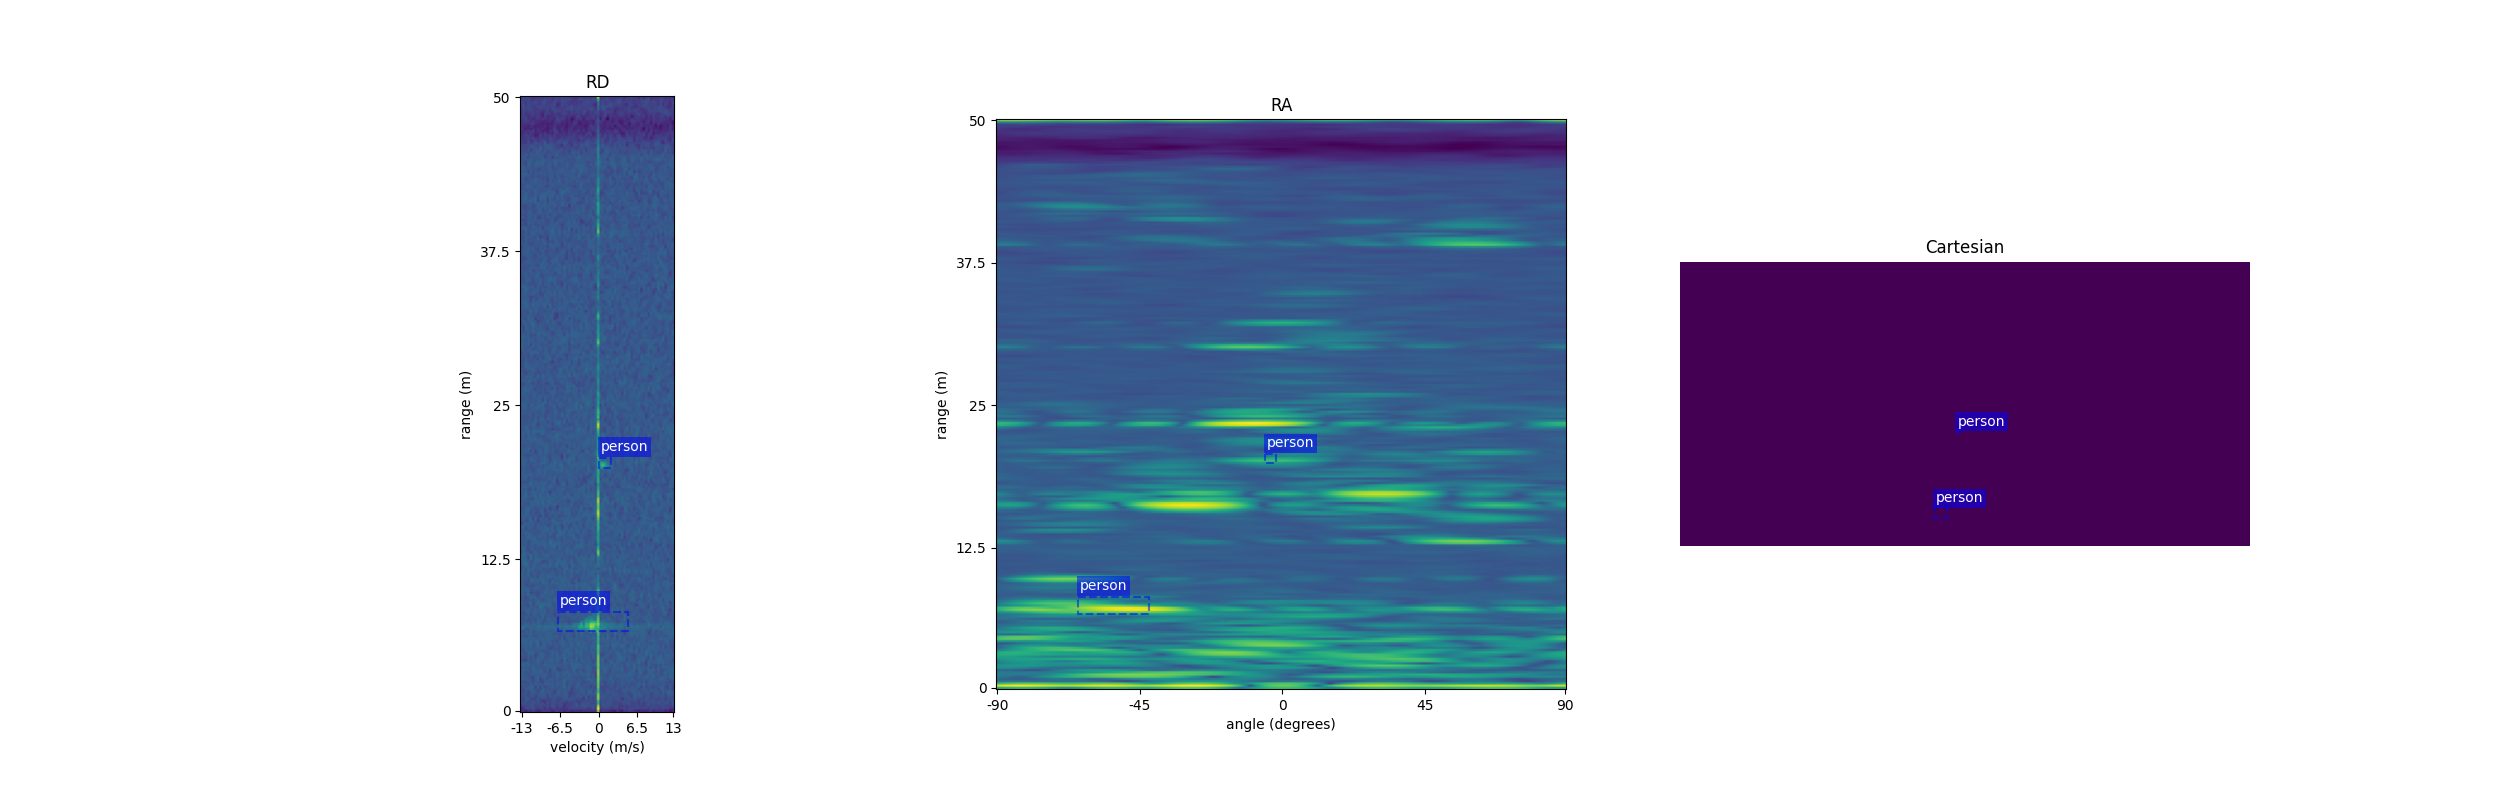 RD
50
37.5
25
12.5
0
range (m)
person
person
-13 -6.5 0 6.5 13
velocity (m/s)
RA
50
37.5
25
12.5
0
range (m)
person
person
-90 -45 0 45 90
angle (degrees)
Cartesian
person
person